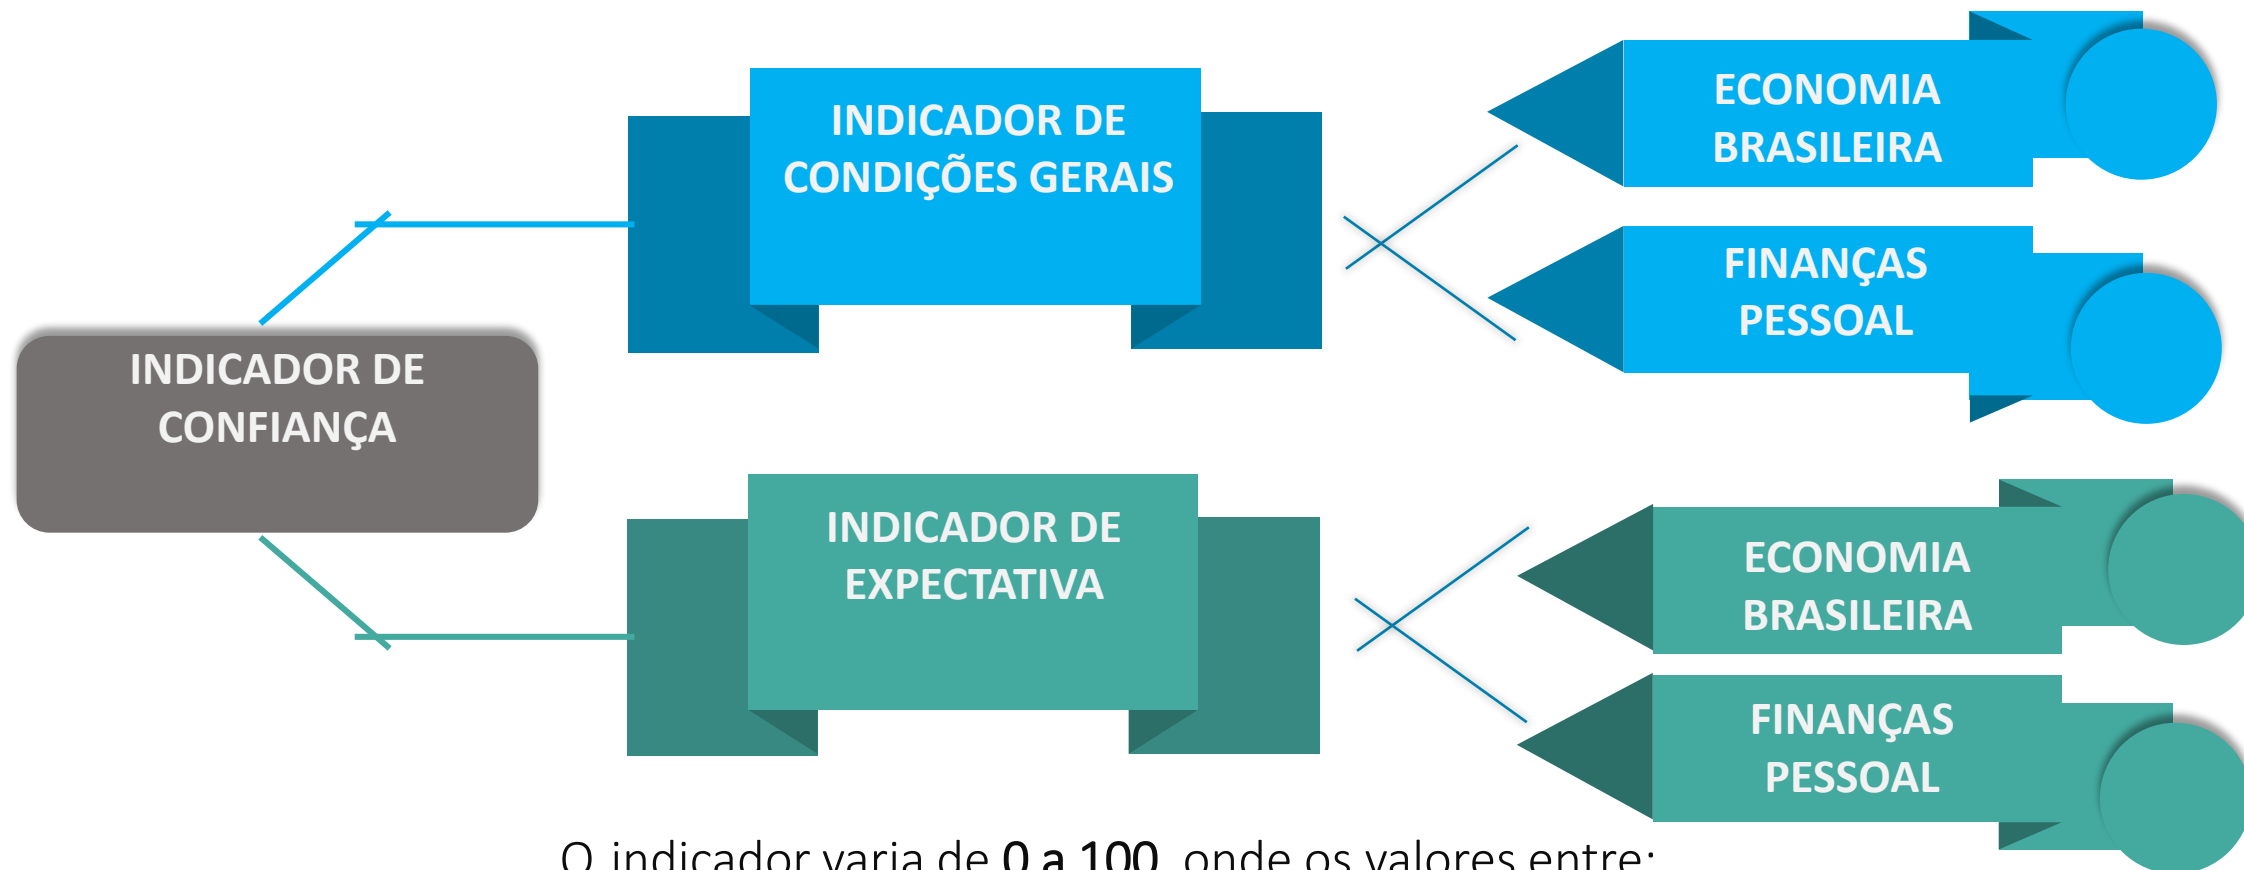 INDICADOR DE
CONFIANÇA
INDICADOR DE
CONDIÇÕES GERAIS
ECONOMIA
BRASILEIRA
FINANÇAS
PESSOAL
INDICADOR DE
EXPECTATIVA
ECONOMIA
BRASILEIRA
FINANÇAS
PESSOAL
O indicador varia de 0 a 100, onde os valores entre: